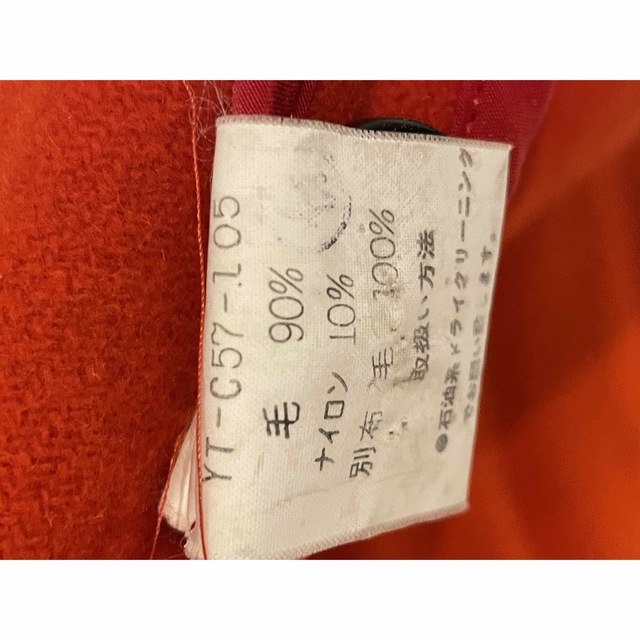 YT-C57-105
毛 90%
ナイロン 10%
別布 毛 100%
取扱い方法
●石油系ドライクリーニング
でお願い致します。